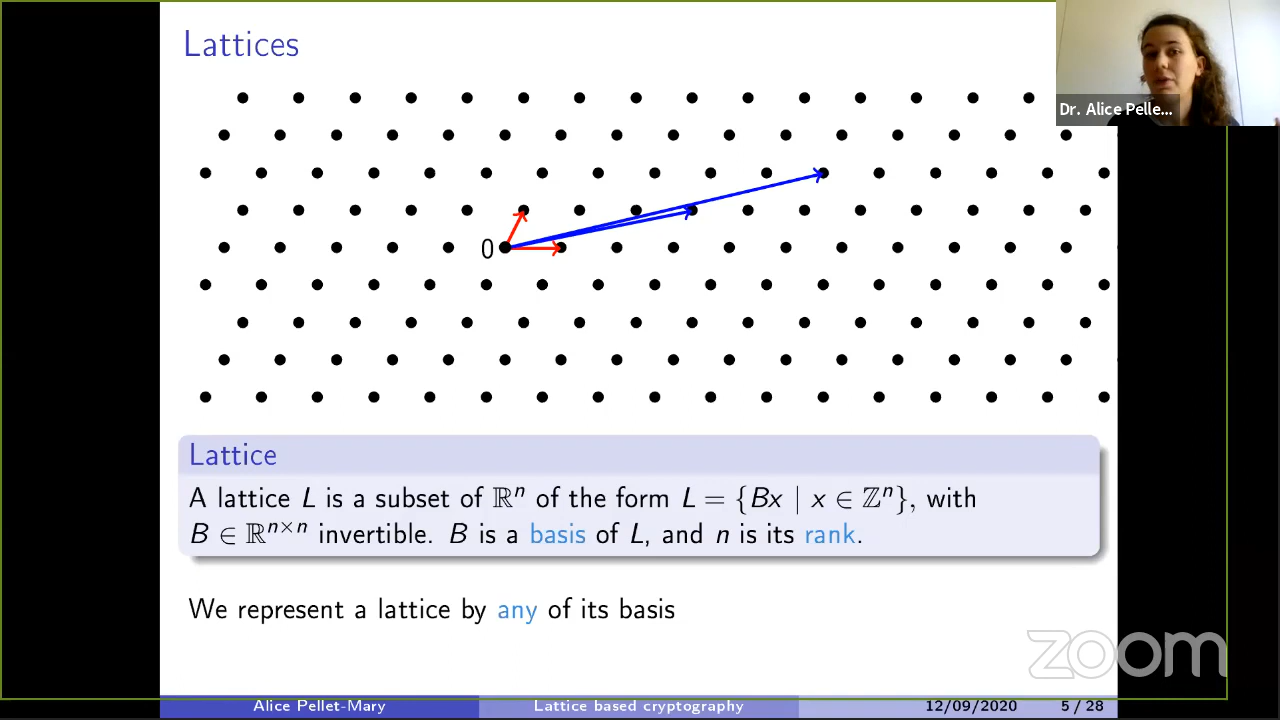 Lattices
Dr. Alice Pelle...
0
Lattice
A lattice L is a subset of ℝⁿ of the form L = {Bx | x ∈ ℤⁿ}, with
B ∈ ℝⁿˣⁿ invertible. B is a basis of L, and n is its rank.
We represent a lattice by any of its basis
zoom
Alice Pellet-Mary Lattice based cryptography 12/09/2020 5 / 28